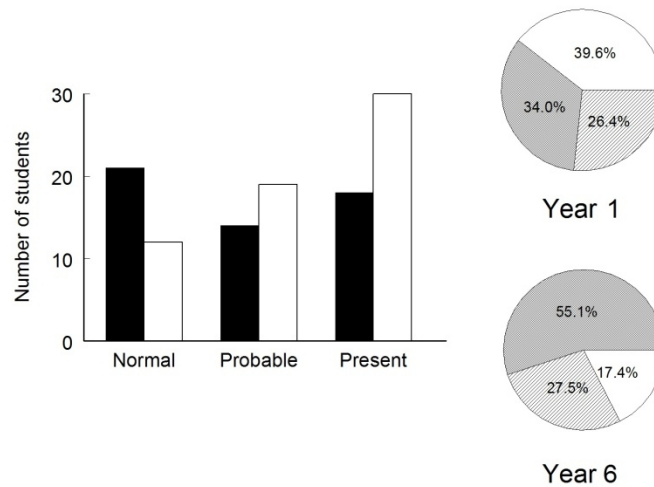 Number of students
30
20
10
0
Normal
Probable
Present
39.6%
34.0%
26.4%
Year 1
55.1%
17.4%
27.5%
Year 6